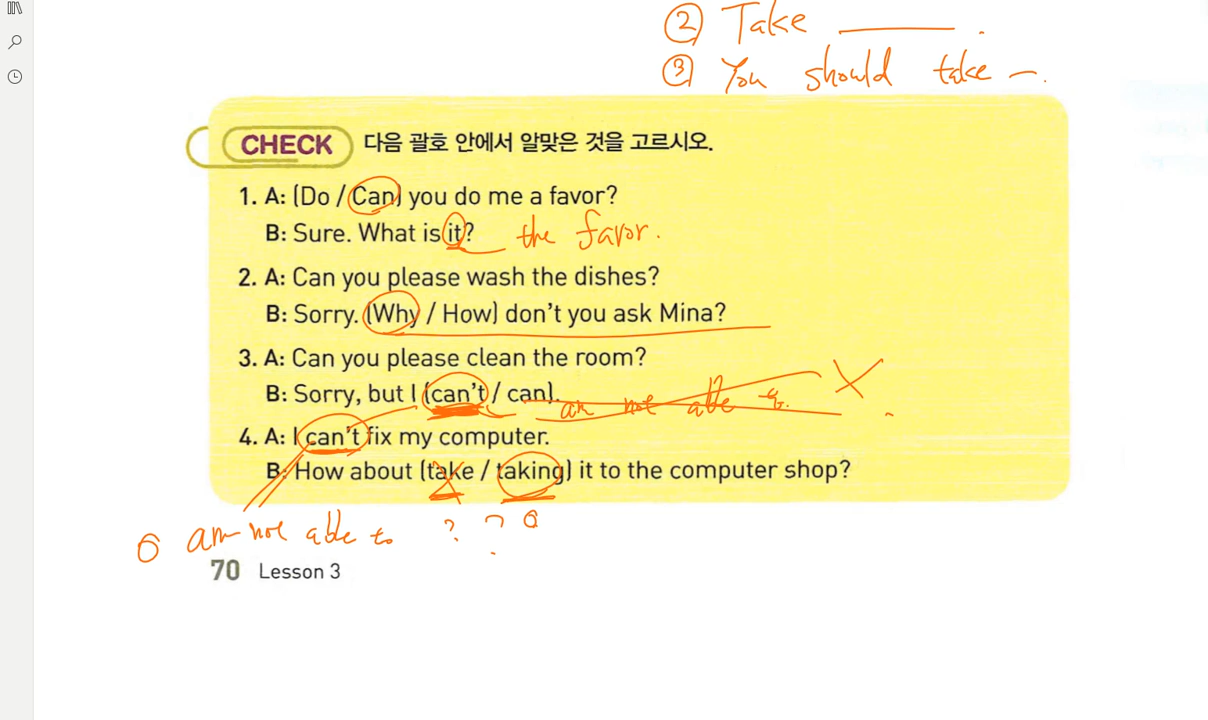 ② Take ______ .
③ You should take ~.
CHECK 다음 괄호 안에서 알맞은 것을 고르시오.
1. A: (Do / Can) you do me a favor?
B: Sure. What is it? the favor.
2. A: Can you please wash the dishes?
B: Sorry. (Why / How) don't you ask Mina?
3. A: Can you please clean the room?
B: Sorry, but I (can't / can). am not able to. X
4. A: I can't fix my computer.
B: How about (take / taking) it to the computer shop?
am not able to ? ?
70 Lesson 3